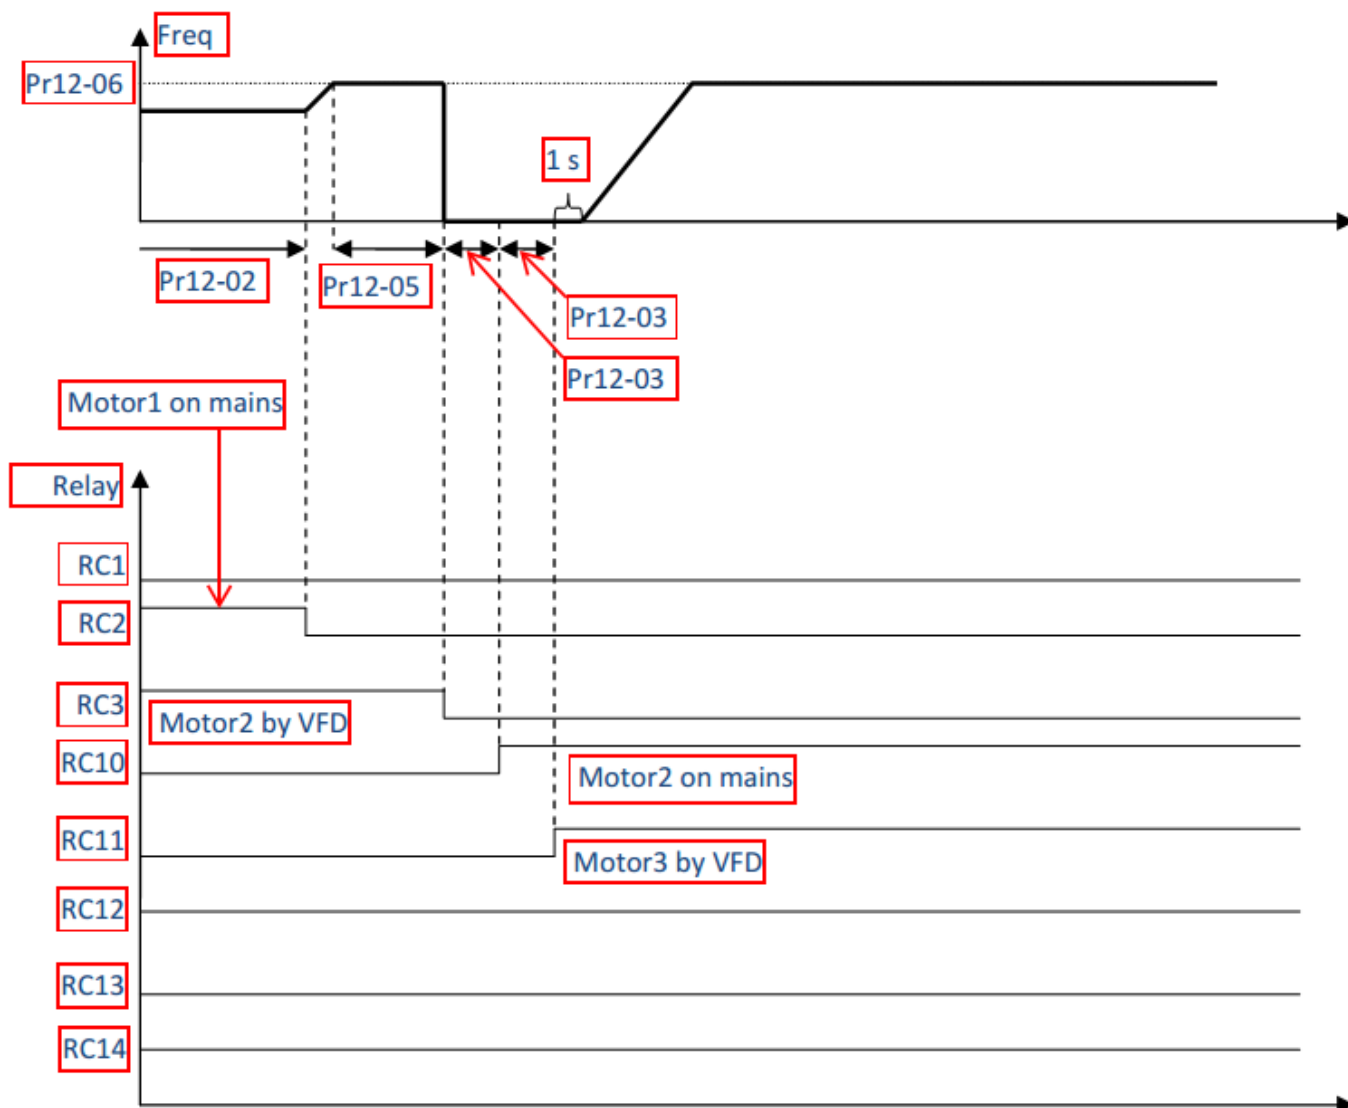 Freq
Pr12-06
1 s
Pr12-02
Pr12-05
Pr12-03
Pr12-03
Motor1 on mains
Relay
RC1
RC2
RC3
Motor2 by VFD
RC10
Motor2 on mains
RC11
Motor3 by VFD
RC12
RC13
RC14